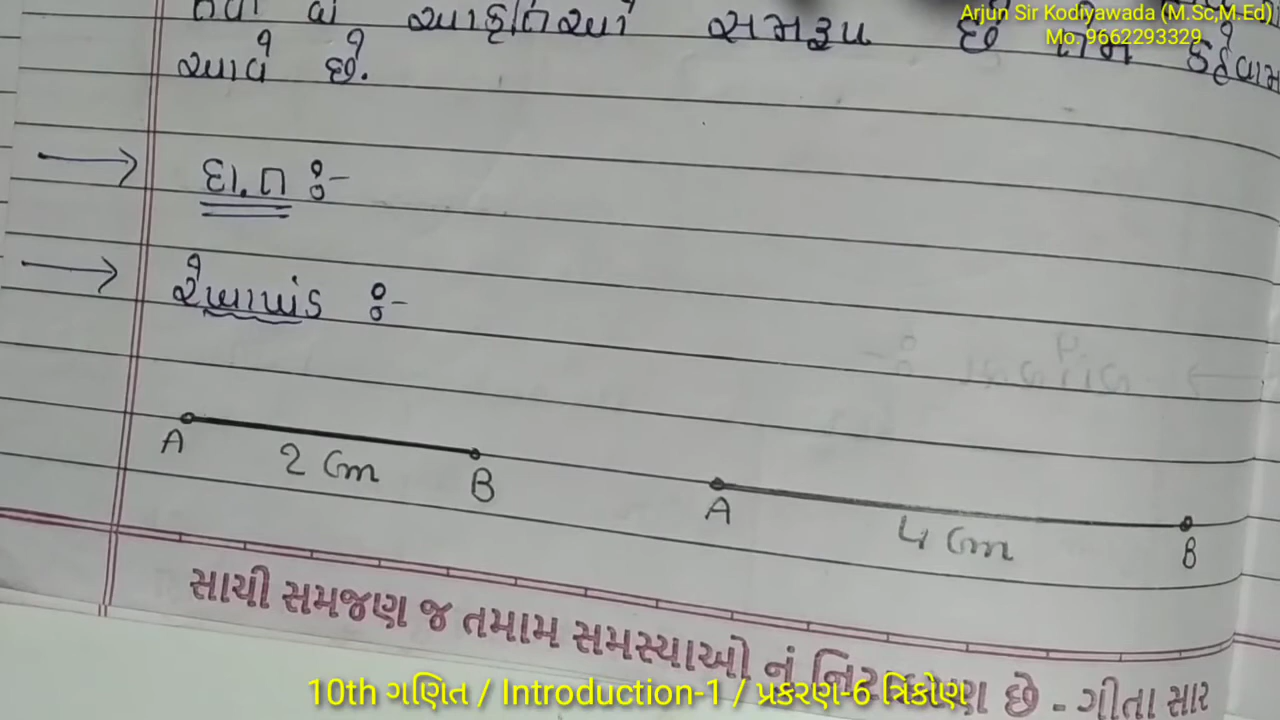 Arjun Sir Kodiyawada (M.Sc,M.Ed)
Mo. 9662293329
આકૃતિઓ સમરૂપ છે તેમ
આવે છે.
દા.ત :-
રેખાખંડ :-
A 2 cm B A 4 cm B
સાચી સમજણ જ તમામ સમસ્યાઓ નું છે - ગીતા સાર
10th ગણિત / Introduction-1 / પ્રકરણ-6 ત્રિકોણ